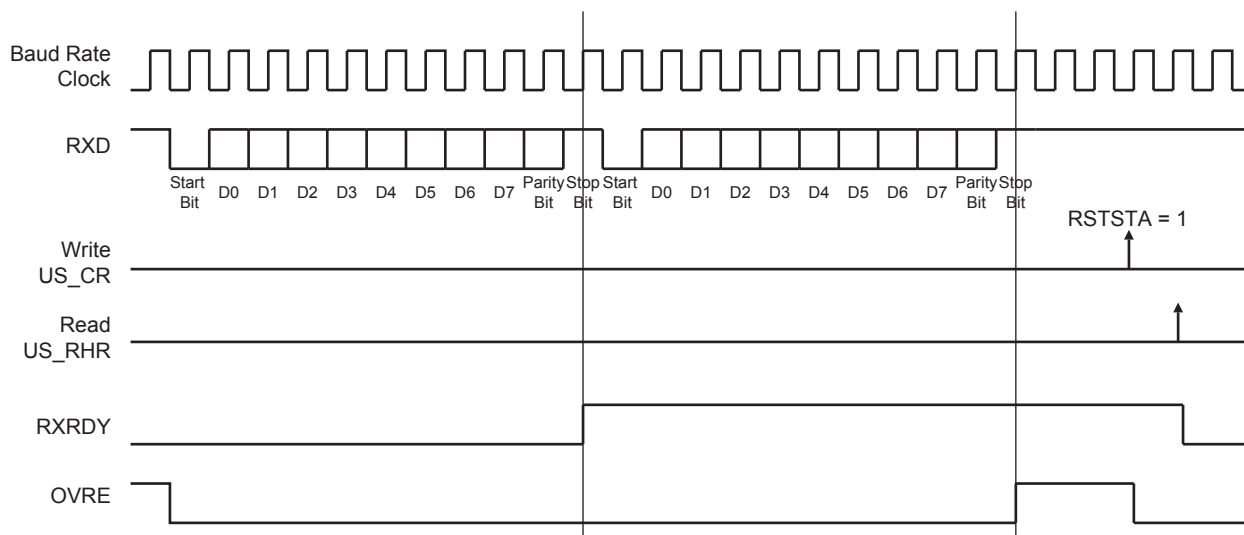 Baud Rate
Clock
RXD
Start
Bit
D0 D1 D2 D3 D4 D5 D6 D7
Parity
Bit
Stop
Bit
Start
Bit
D0 D1 D2 D3 D4 D5 D6 D7
Parity
Bit
Stop
Bit
RSTSTA = 1
Write
US_CR
Read
US_RHR
RXRDY
OVRE